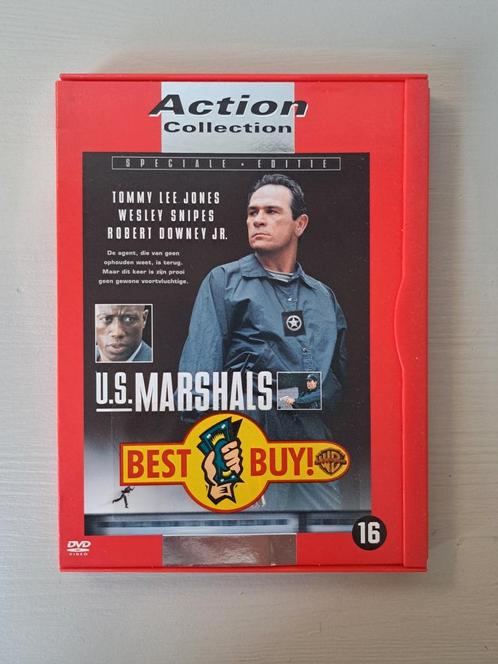 Action
Collection
SPECIALE • EDITIE
TOMMY LEE JONES
WESLEY SNIPES
ROBERT DOWNEY JR.
De agent, die van geen
ophouden weet, is terug.
Maar dit keer is zijn prooi
geen gewone voortvluchtige.
U.S. MARSHALS
BEST BUY!
WB
DVD
VIDEO
16